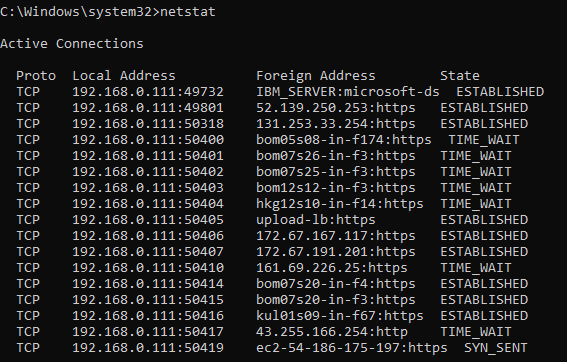 C:\Windows\system32>netstat
Active Connections
Proto  Local Address          Foreign Address        State
TCP    192.168.0.111:49732    IBM_SERVER:microsoft-ds  ESTABLISHED
TCP    192.168.0.111:49801    52.139.250.253:https   ESTABLISHED
TCP    192.168.0.111:50318    131.253.33.254:https   ESTABLISHED
TCP    192.168.0.111:50400    bom05s08-in-f174:https  TIME_WAIT
TCP    192.168.0.111:50401    bom07s26-in-f3:https   TIME_WAIT
TCP    192.168.0.111:50402    bom07s25-in-f3:https   TIME_WAIT
TCP    192.168.0.111:50403    bom12s12-in-f3:https   TIME_WAIT
TCP    192.168.0.111:50404    hkg12s10-in-f14:https  TIME_WAIT
TCP    192.168.0.111:50405    upload-lb:https        ESTABLISHED
TCP    192.168.0.111:50406    172.67.167.117:https   ESTABLISHED
TCP    192.168.0.111:50407    172.67.191.201:https   ESTABLISHED
TCP    192.168.0.111:50410    161.69.226.25:https    TIME_WAIT
TCP    192.168.0.111:50414    bom07s20-in-f4:https   ESTABLISHED
TCP    192.168.0.111:50415    bom07s20-in-f3:https   ESTABLISHED
TCP    192.168.0.111:50416    kul01s09-in-f67:https  ESTABLISHED
TCP    192.168.0.111:50417    43.255.166.254:http    TIME_WAIT
TCP    192.168.0.111:50419    ec2-54-186-175-197:https  SYN_SENT